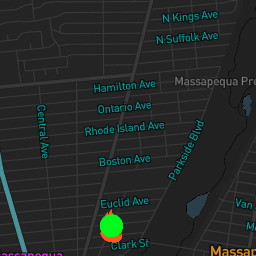 N Kings Ave
N Suffolk Ave
Hamilton Ave
Massapequa Pre
Ontario Ave
Central Ave
Rhode Island Ave
Parkside Blvd
Boston Ave
Euclid Ave
Van
Clark St
Massap